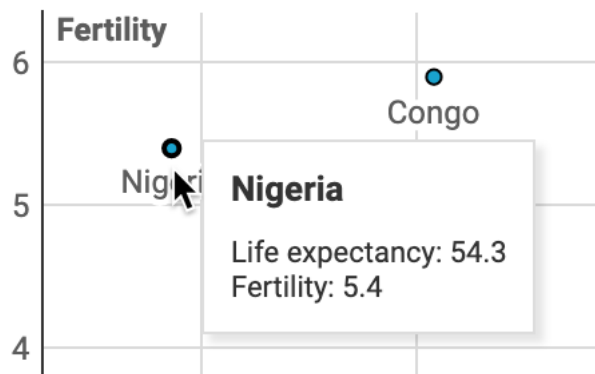 Fertility
6
Congo
Nigeri
5
Nigeria
Life expectancy: 54.3
Fertility: 5.4
4